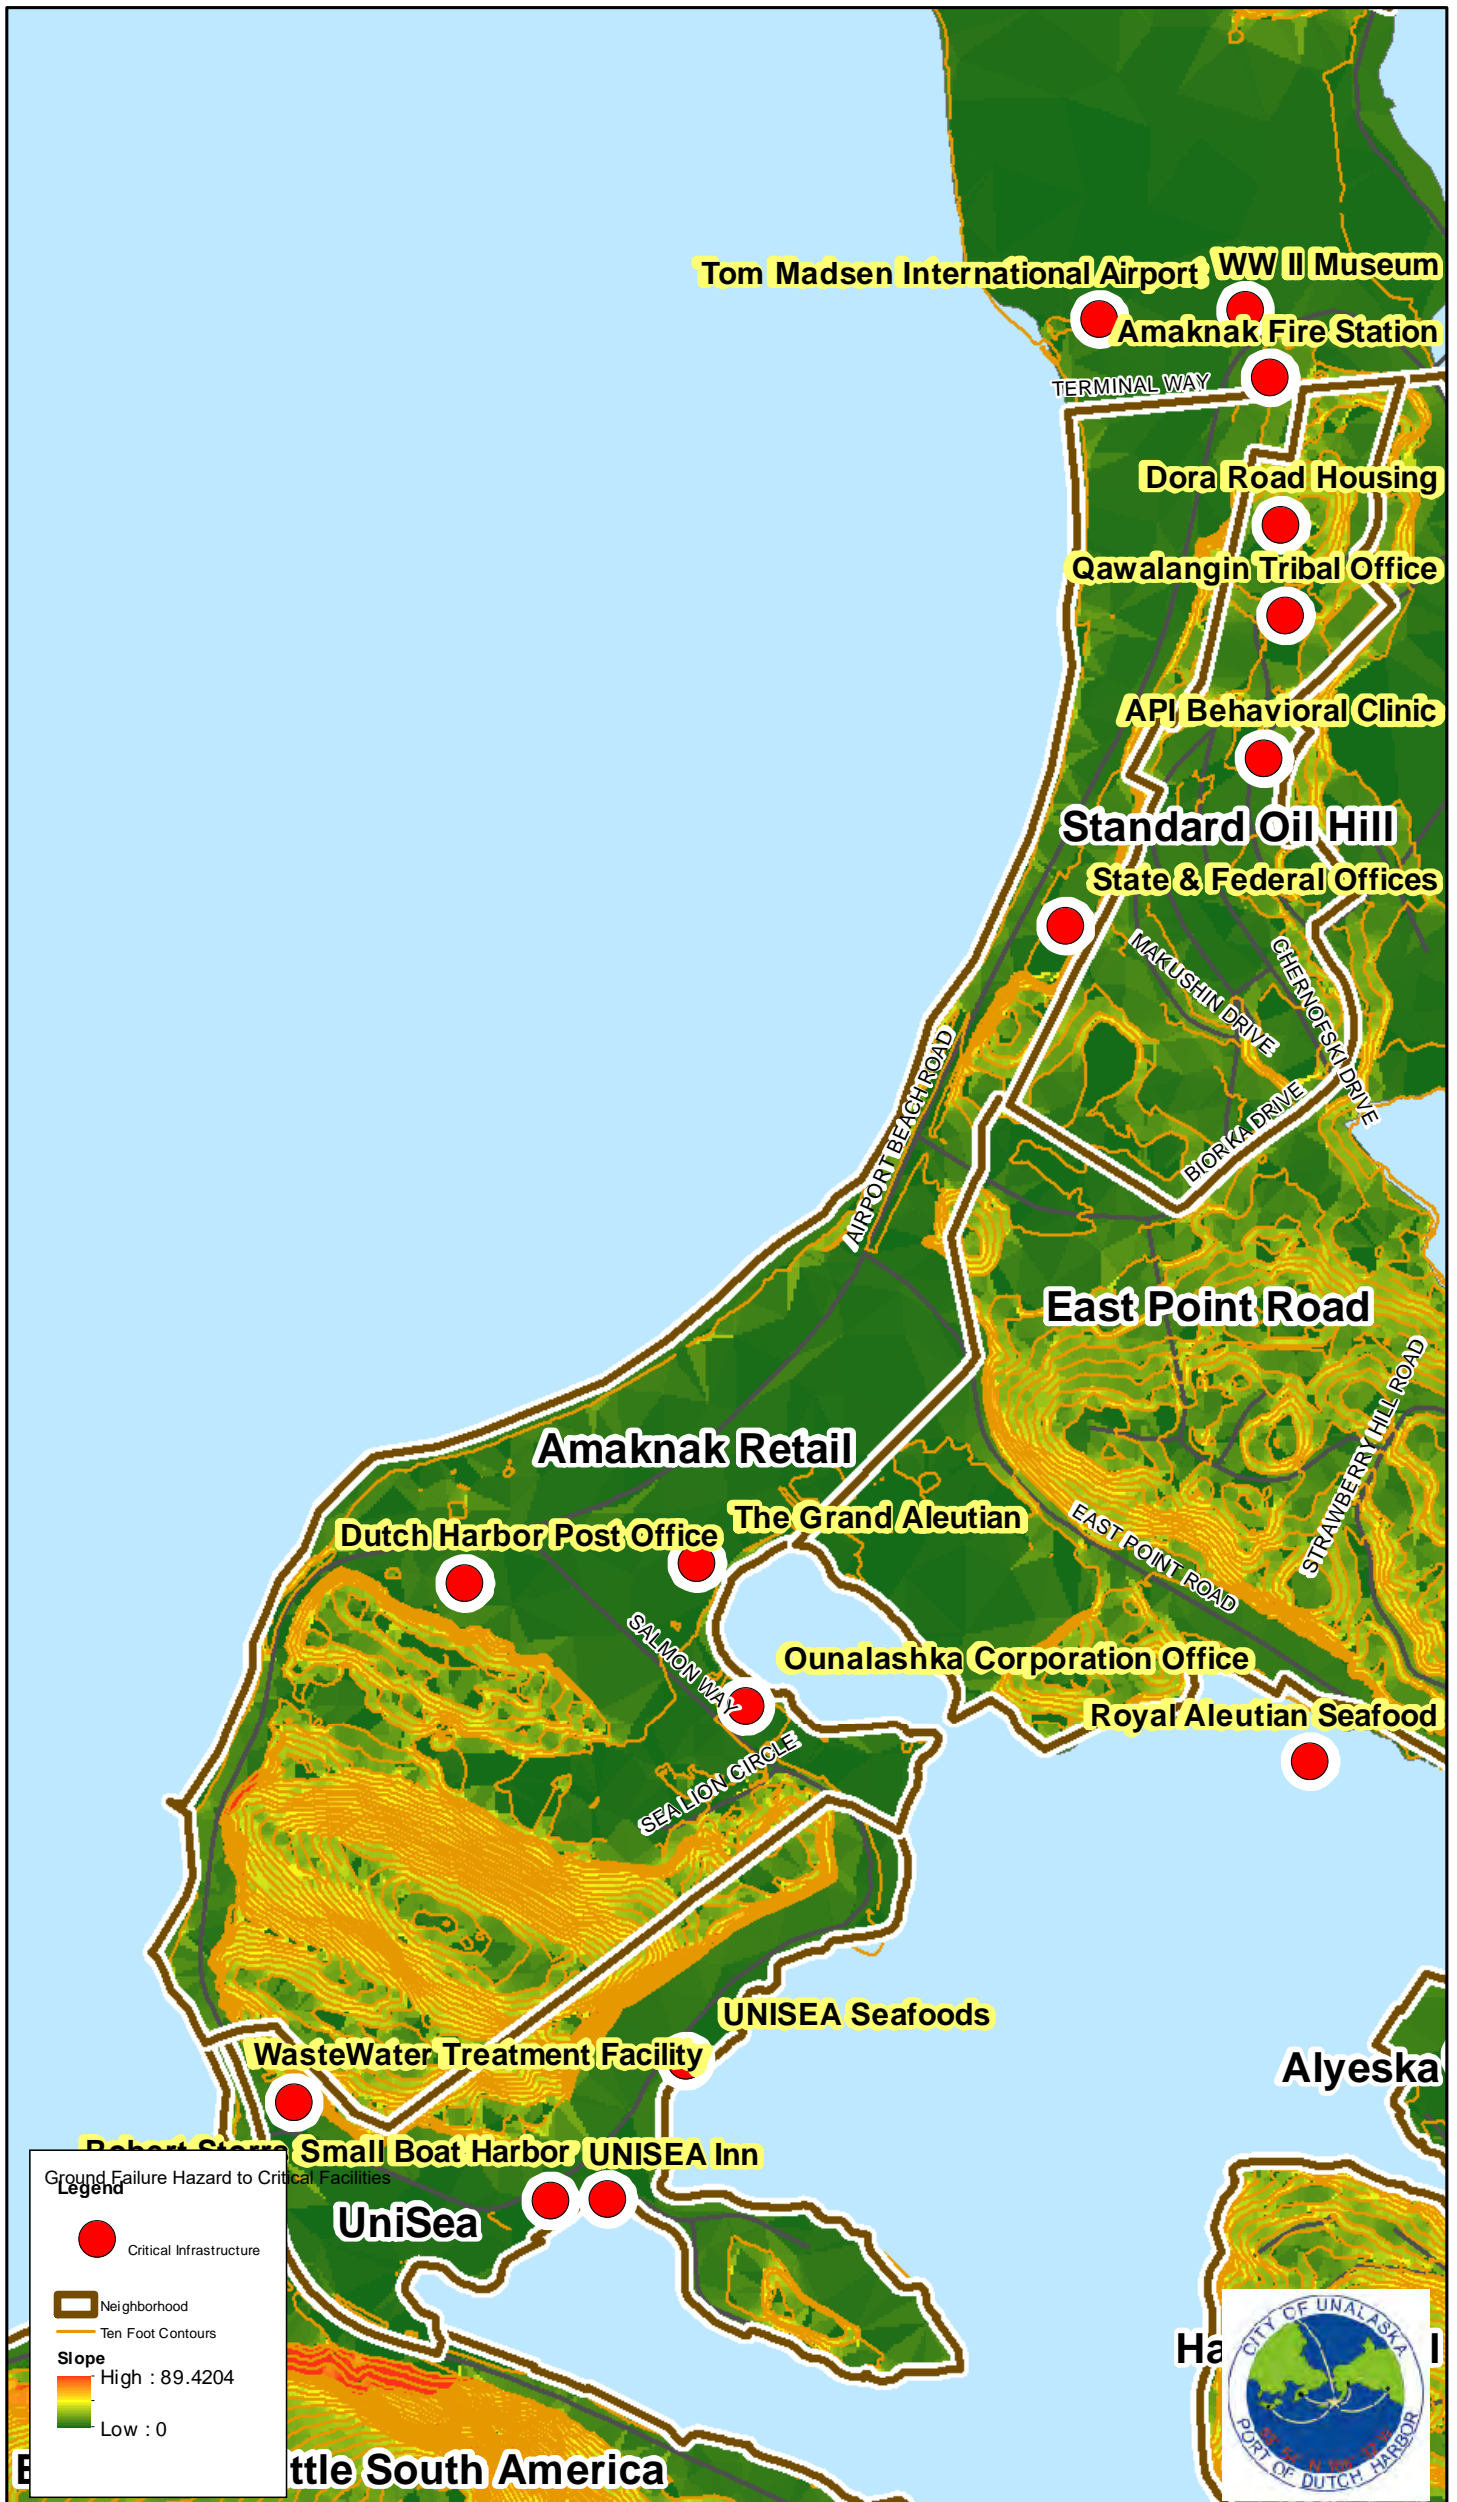 Tom Madsen International Airport
WW II Museum
Amaknak Fire Station
TERMINAL WAY
Dora Road Housing
Qawalangin Tribal Office
API Behavioral Clinic
Standard Oil Hill
State & Federal Offices
MAKUSHIN DRIVE
CHERNOFSKI DRIVE
AIRPORT BEACH ROAD
BIORKA DRIVE
East Point Road
STRAWBERRY HILL ROAD
Amaknak Retail
The Grand Aleutian
Dutch Harbor Post Office
EAST POINT ROAD
SALMON WAY
Ounalashka Corporation Office
Royal Aleutian Seafood
SEA LION CIRCLE
UNISEA Seafoods
WasteWater Treatment Facility
Alyeska
Small Boat Harbor
UNISEA Inn
UniSea
Ground Failure Hazard to Critical Facilities
Legend
Critical Infrastructure
Neighborhood
Ten Foot Contours
Slope
High : 89.4204
Low : 0
ttle South America
Ha
CITY OF UNALASKA
PORT OF DUTCH HARBOR